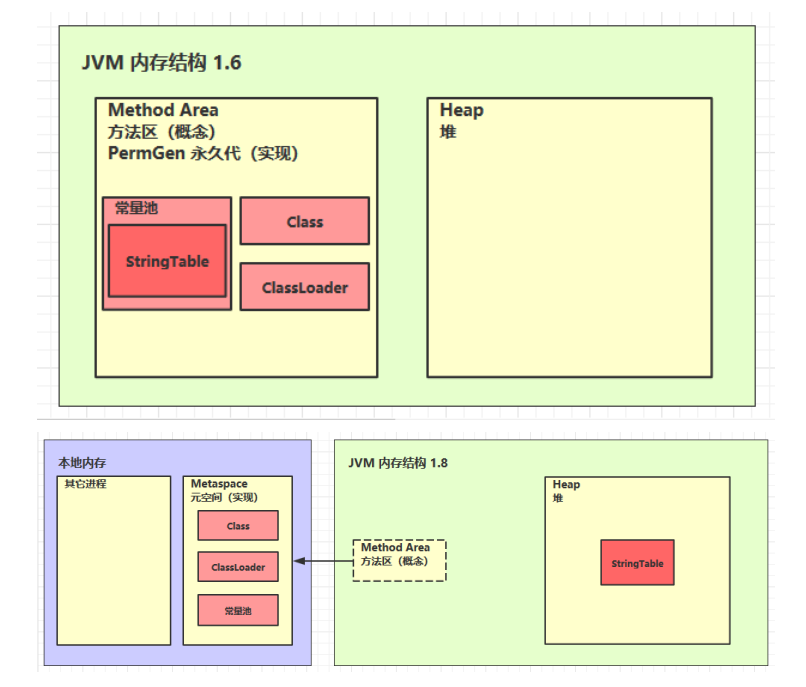 JVM 内存结构 1.6
Method Area
方法区（概念）
PermGen 永久代（实现）
常量池
StringTable
Class
ClassLoader
Heap
堆
本地内存
其它进程
Metaspace
元空间（实现）
Class
ClassLoader
常量池
JVM 内存结构 1.8
Method Area
方法区（概念）
Heap
堆
StringTable